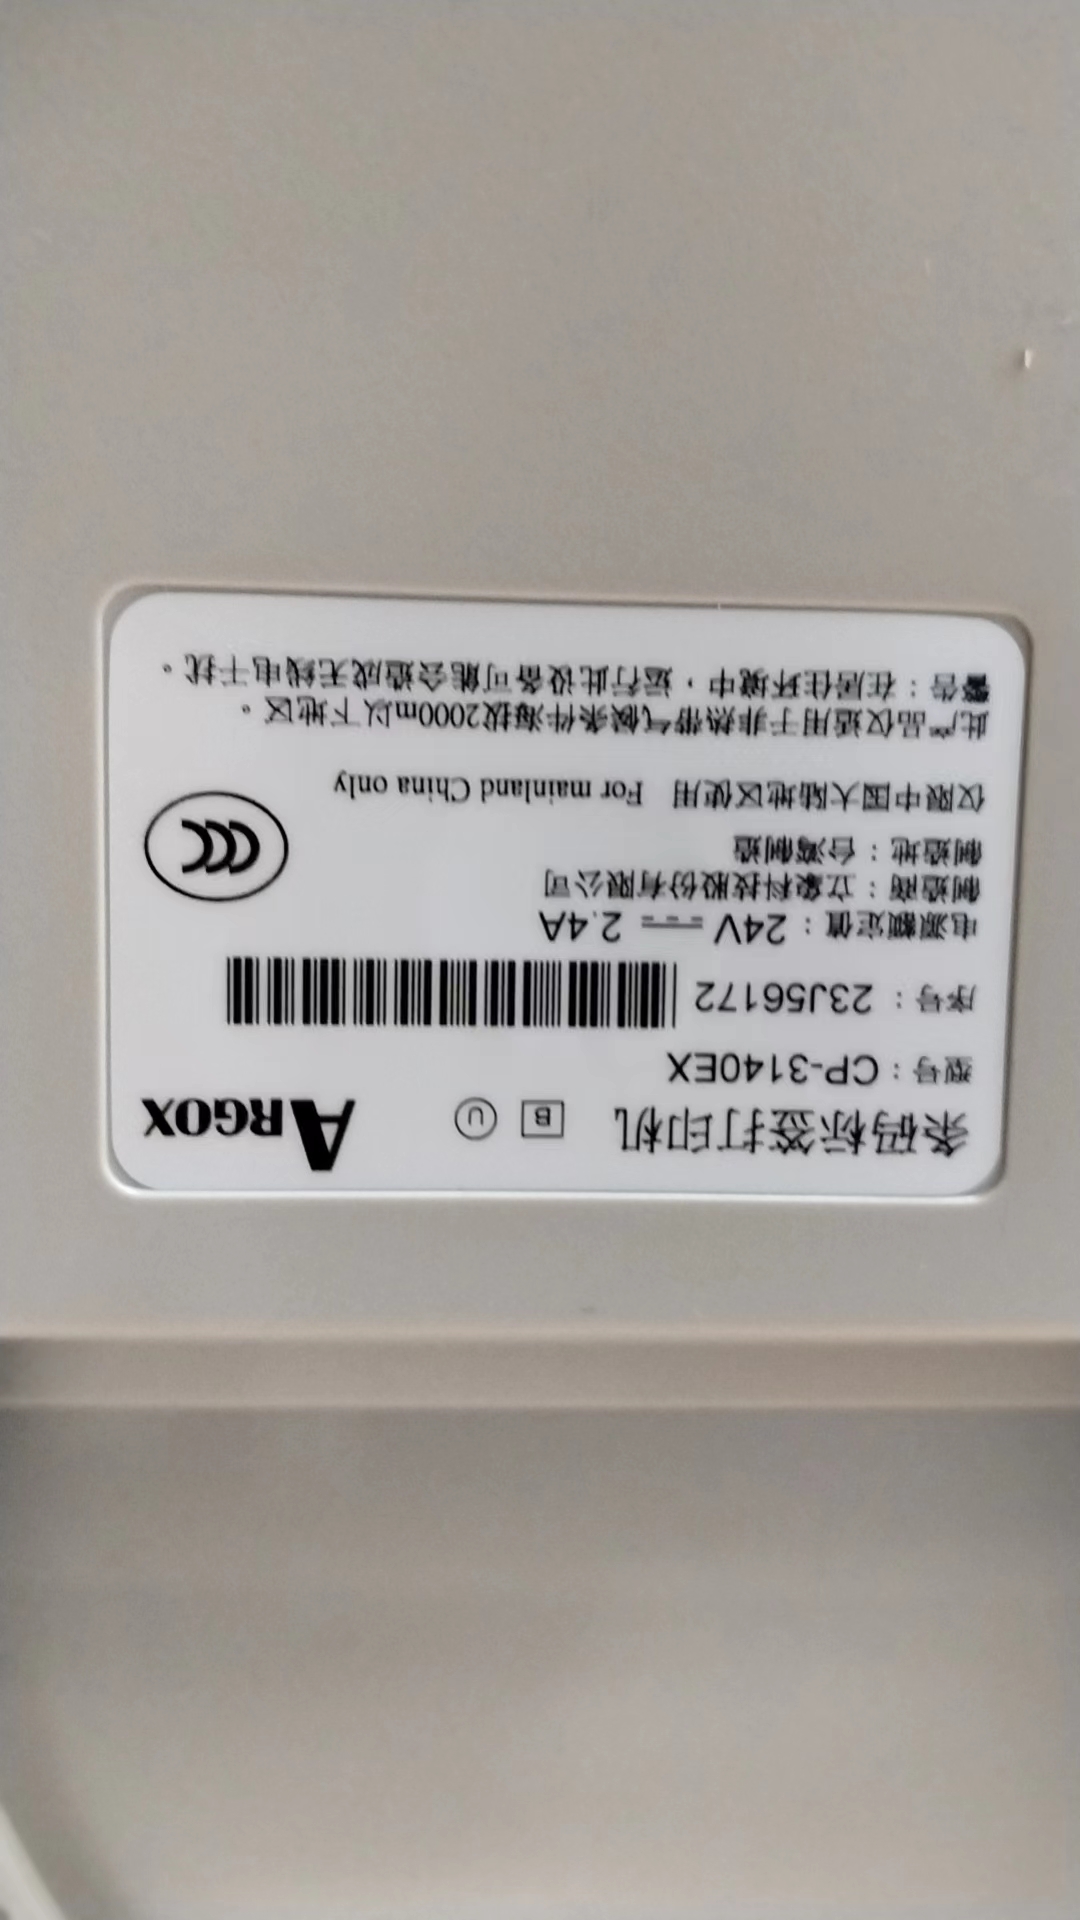 条码标签打印机 B U ARGOX
型号：CP-3140EX
序号：23J56172
电源额定值：24V 2.4A
制造商：立象科技股份有限公司
制造地：台湾制造
CCC
仅限中国大陆地区使用 For mainland China only
此产品仅适用于非热带气候条件海拔2000m以下地区。
警告：在居住环境中，运行此设备可能会造成无线电干扰。